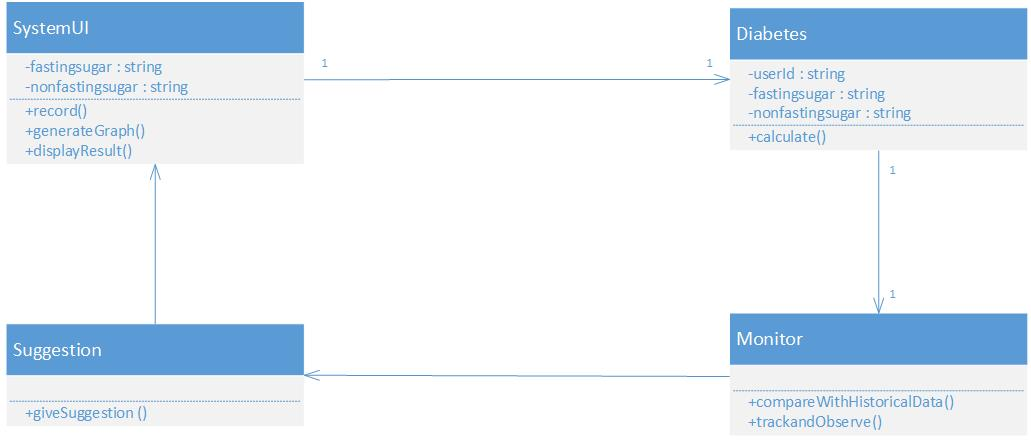 SystemUI
-fastingsugar : string
-nonfastingsugar : string
+record()
+generateGraph()
+displayResult()
1
1
Diabetes
-userId : string
-fastingsugar : string
-nonfastingsugar : string
+calculate()
1
1
Suggestion
+giveSuggestion ()
Monitor
+compareWithHistoricalData()
+trackandObserve()